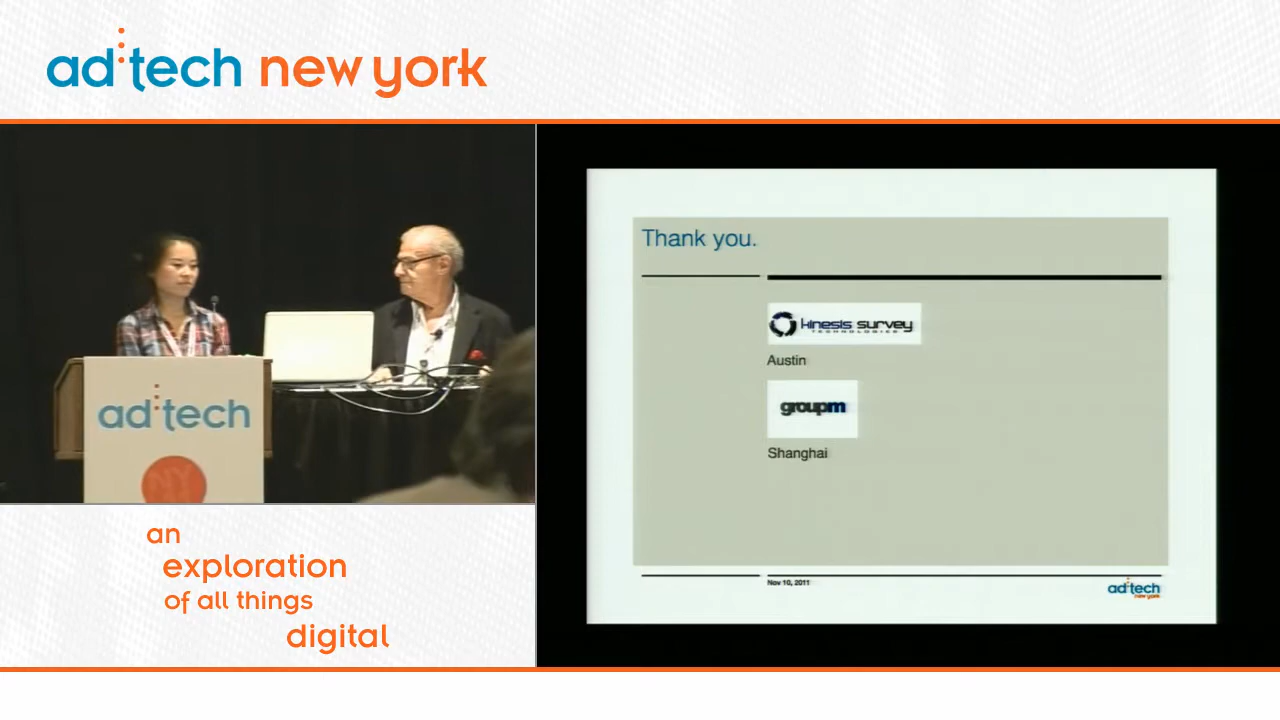 ad:tech new york
ad:tech
NY
an
exploration
of all things
digital
Thank you.
kinesis survey
TECHNOLOGIES
Austin
groupm
Shanghai
Nov 10, 2011
ad:tech
new york